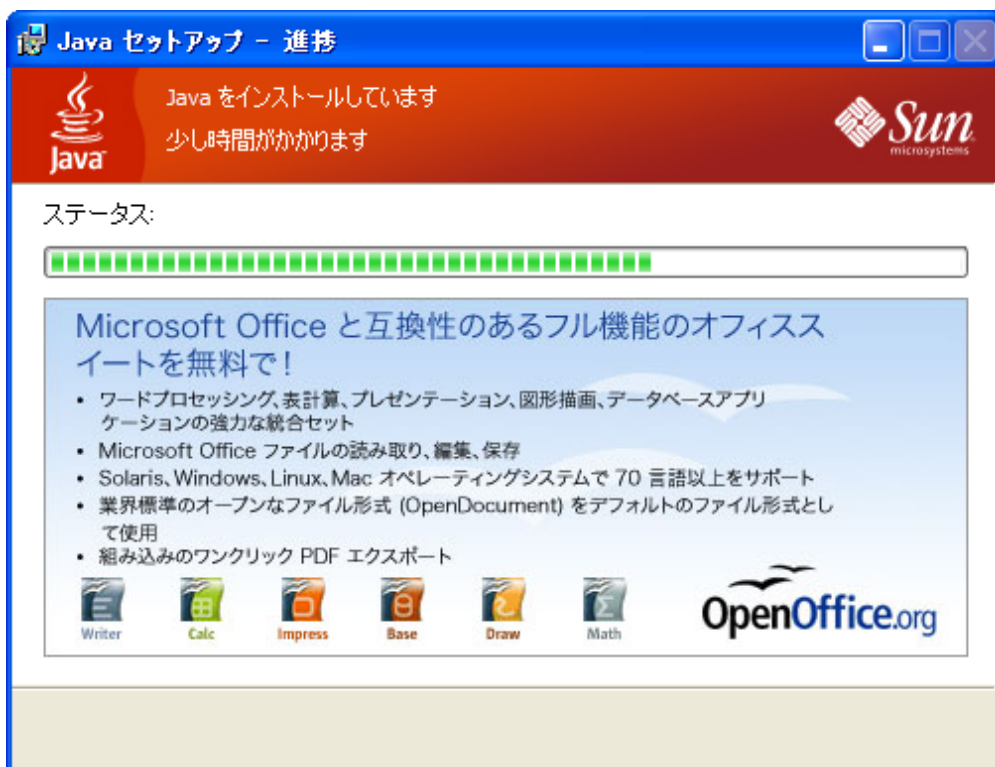 Java セットアップ - 進捗
Java をインストールしています
少し時間がかかります
Java
Sun
microsystems
ステータス:
Microsoft Office と互換性のあるフル機能のオフィスス
イートを無料で!
• ワードプロセッシング、表計算、プレゼンテーション、図形描画、データベースアプリ
ケーションの強力な統合セット
• Microsoft Office ファイルの読み取り、編集、保存
• Solaris、Windows、Linux、Mac オペレーティングシステムで 70 言語以上をサポート
• 業界標準のオープンなファイル形式 (OpenDocument) をデフォルトのファイル形式とし
て使用
• 組み込みのワンクリック PDF エクスポート
Writer Calc Impress Base Draw Math
OpenOffice.org